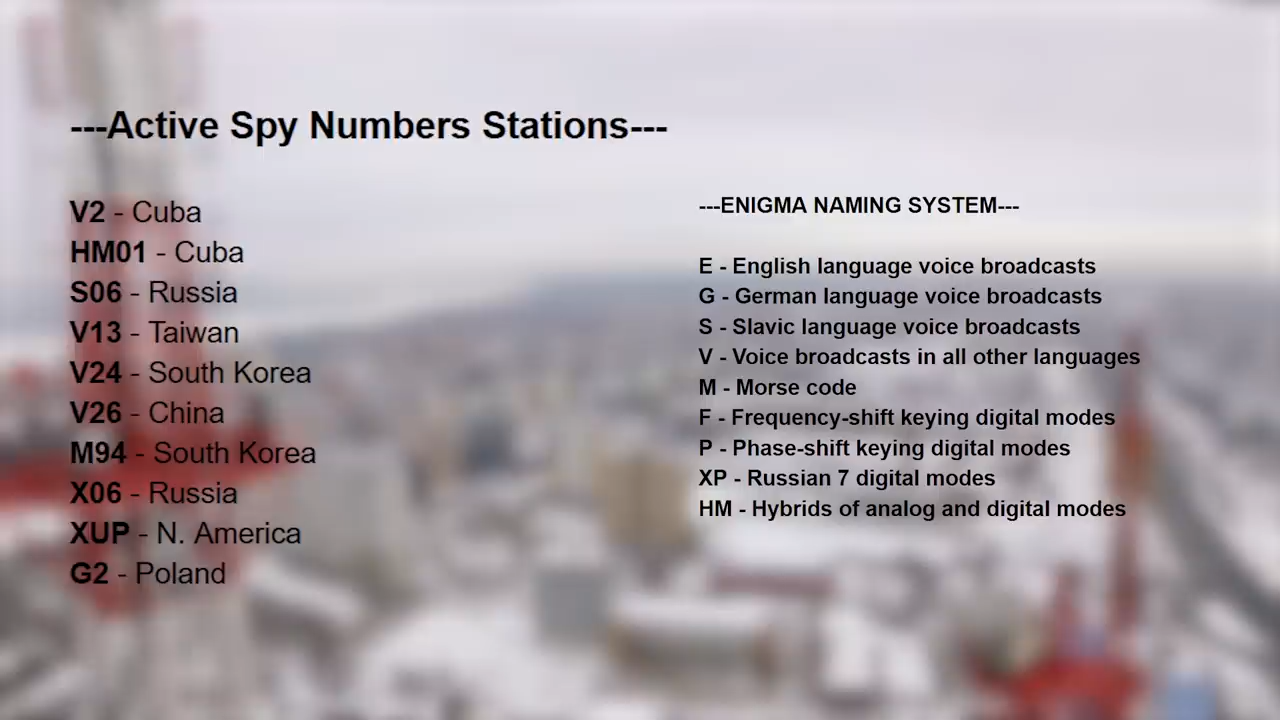 ---Active Spy Numbers Stations---
V2 - Cuba
HM01 - Cuba
S06 - Russia
V13 - Taiwan
V24 - South Korea
V26 - China
M94 - South Korea
X06 - Russia
XUP - N. America
G2 - Poland
---ENIGMA NAMING SYSTEM---
E - English language voice broadcasts
G - German language voice broadcasts
S - Slavic language voice broadcasts
V - Voice broadcasts in all other languages
M - Morse code
F - Frequency-shift keying digital modes
P - Phase-shift keying digital modes
XP - Russian 7 digital modes
HM - Hybrids of analog and digital modes